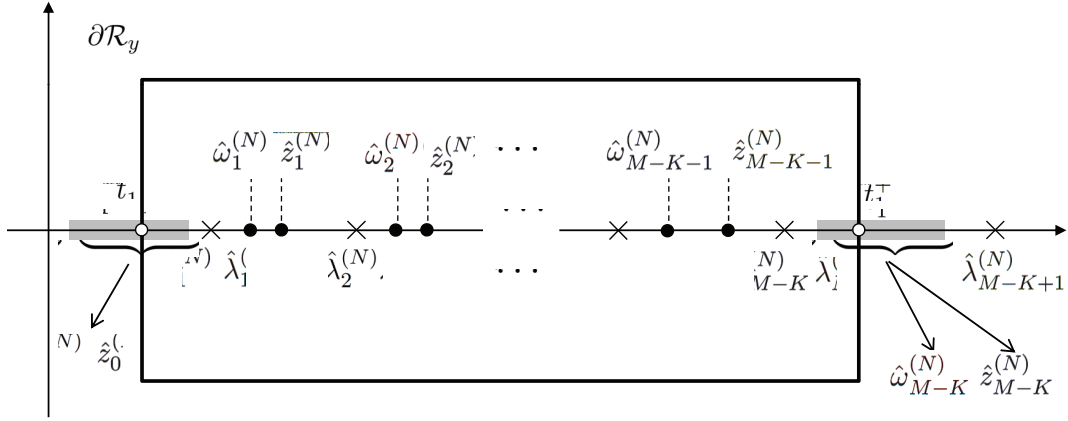 ∂ℛ_y
ω̂_1^{(N)} ẑ_1^{(N)} ω̂_2^{(N)} ẑ_2^{(N)} ... ω̂_{M−K−1}^{(N)} ẑ_{M−K−1}^{(N)}
...
λ̂_2^{(N)} ... λ̂_{M−K+1}^{(N)}
ω̂_{M−K}^{(N)} ẑ_{M−K}^{(N)}